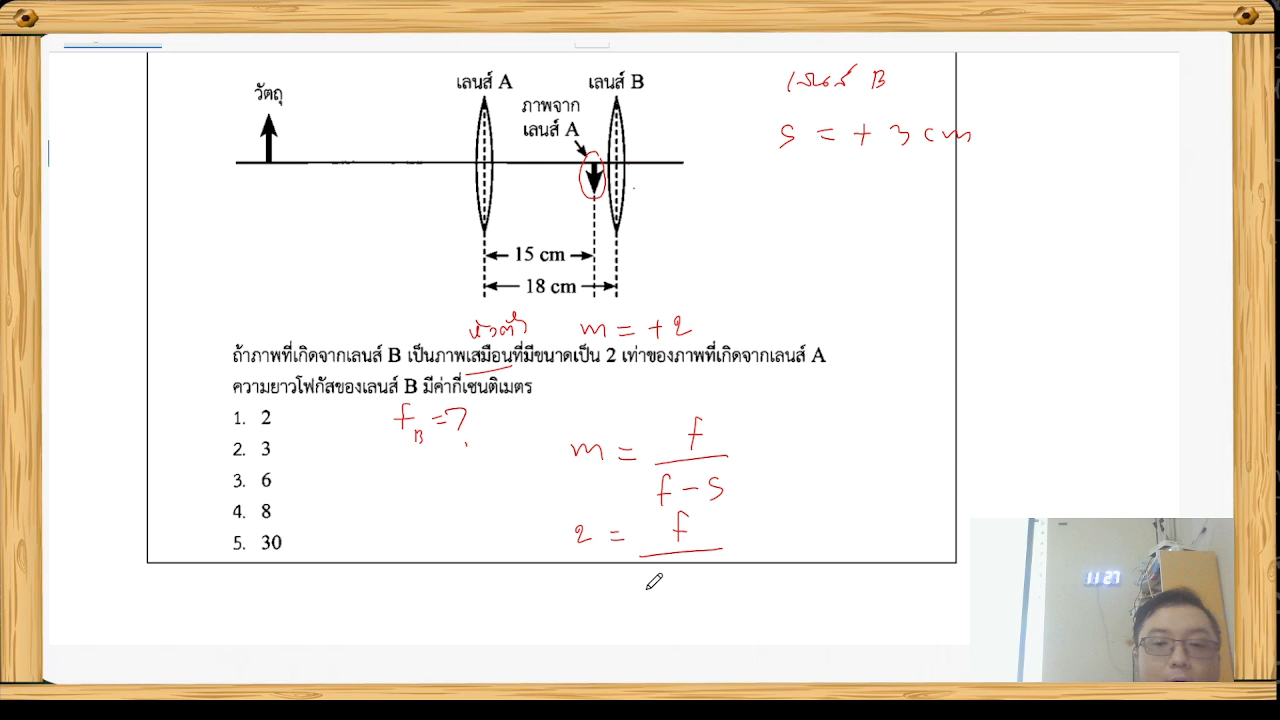 เลนส์ A
เลนส์ B
วัตถุ
ภาพจาก
เลนส์ A
เลนส์ B
s = + 3 cm
15 cm
18 cm
หัวตั้ง
m = + 2
ถ้าภาพที่เกิดจากเลนส์ B เป็นภาพเสมือนที่มีขนาดเป็น 2 เท่าของภาพที่เกิดจากเลนส์ A
ความยาวโฟกัสของเลนส์ B มีค่ากี่เซนติเมตร
1. 2
2. 3
3. 6
4. 8
5. 30
f_B = ?
m = f / (f - s)
2 = f
11:27